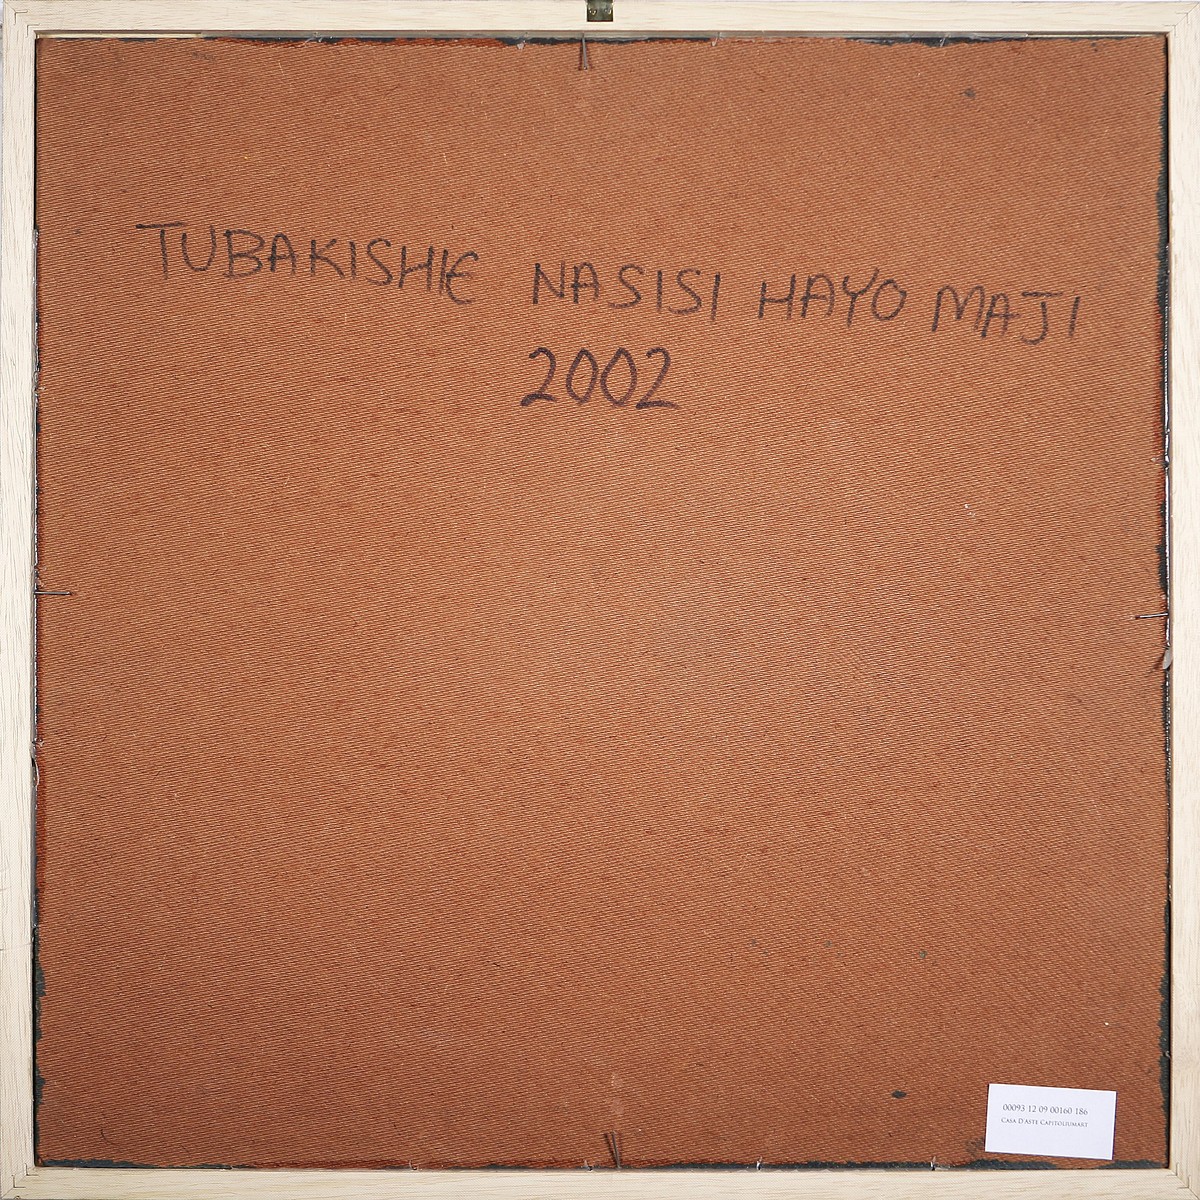 TUBAKISHIE NASISI HAYO MAJI
2002
00093 12 09 00160 186
Casa D'Aste Capitoliumart